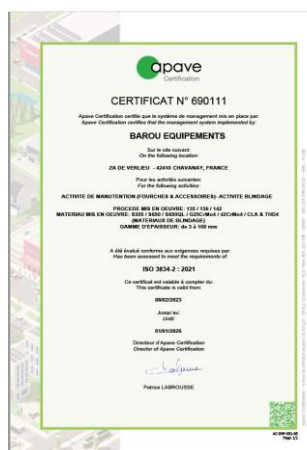 apave
Certification
CERTIFICAT N° 690111
Apave Certification certifie que le système de management mis en place par:
Apave Certification certifies that the management system implemented by:
BAROU EQUIPEMENTS
Sur le site suivant:
On the following location:
ZA DE VERLIEU - 42410 CHAVANAY, FRANCE
Pour les activités suivantes:
For the following activities:
ACTIVITE DE MANUTENTION (FOURCHES & ACCESSOIRES)- ACTIVITE BLINDAGE
PROCEDE MIS EN OEUVRE: 135 / 136 / 142
MATERIAU MIS EN OEUVRE: S355 / S690 / S690QL / G25CrMo4 / 42CrMo4 / CLA & THD4
(MATERIAUX DE BLINDAGE)
GAMME D'EPAISSEUR: de 3 à 150 mm
A été évalué conforme aux exigences requises par:
Has been assessed to meet the requirements of:
ISO 3834-2 : 2021
Ce certificat est valable à compter du:
This certificate is valid from:
06/02/2023
Jusqu'au:
Until:
01/01/2026
Directeur d'Apave Certification
Director of Apave Certification
Patrice LABROUSSE
Page 1/1